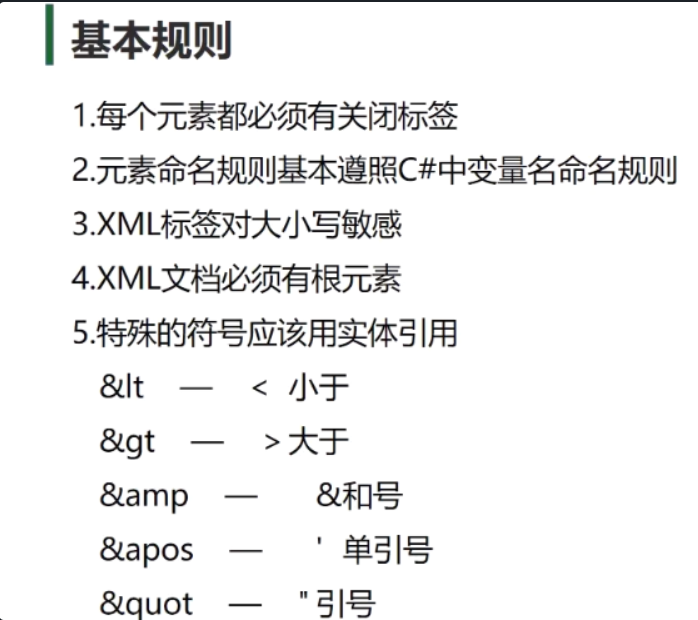 基本规则
1.每个元素都必须有关闭标签
2.元素命名规则基本遵照C#中变量名命名规则
3.XML标签对大小写敏感
4.XML文档必须有根元素
5.特殊的符号应该用实体引用
&lt — < 小于
&gt — > 大于
&amp — &和号
&apos — ' 单引号
&quot — " 引号